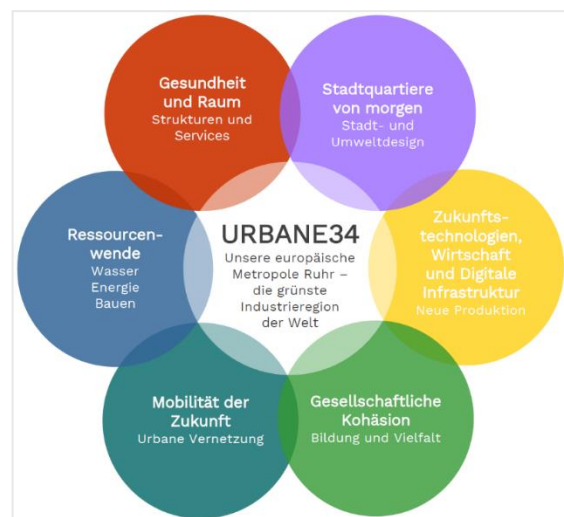 Gesundheit
und Raum
Strukturen und
Services
Stadtquartiere
von morgen
Stadt- und
Umweltdesign
Ressourcen-
wende
Wasser
Energie
Bauen
URBANE34
Unsere europäische
Metropole Ruhr –
die grünste
Industrieregion
der Welt
Zukunfts-
technologien,
Wirtschaft
und Digitale
Infrastruktur
Neue Produktion
Mobilität der
Zukunft
Urbane Vernetzung
Gesellschaftliche
Kohäsion
Bildung und Vielfalt